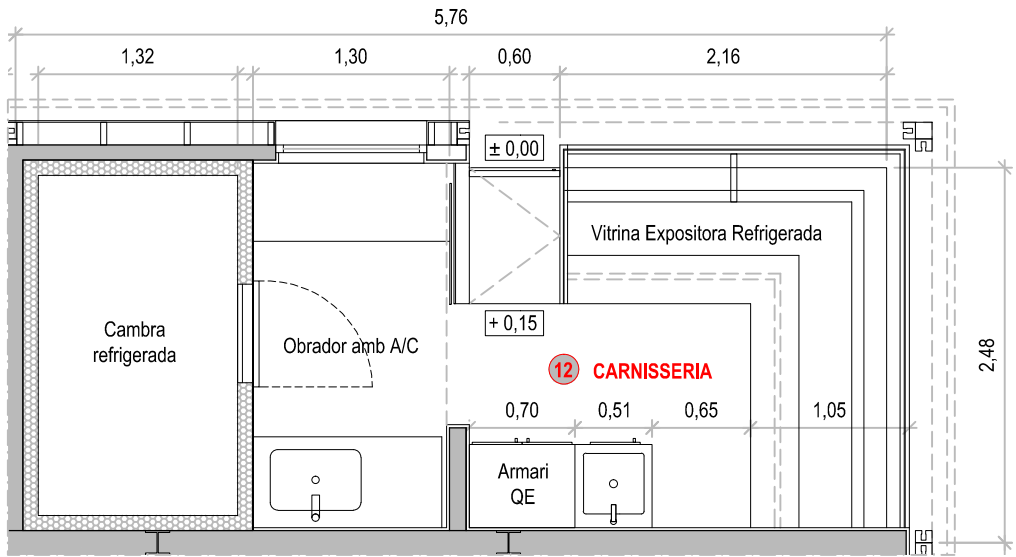 5,76
1,32
1,30
0,60
2,16
± 0,00
Vitrina Expositora Refrigerada
+ 0,15
Cambra
refrigerada
Obrador amb A/C
12 CARNISSERIA
2,48
0,70
0,51
0,65
1,05
Armari
QE